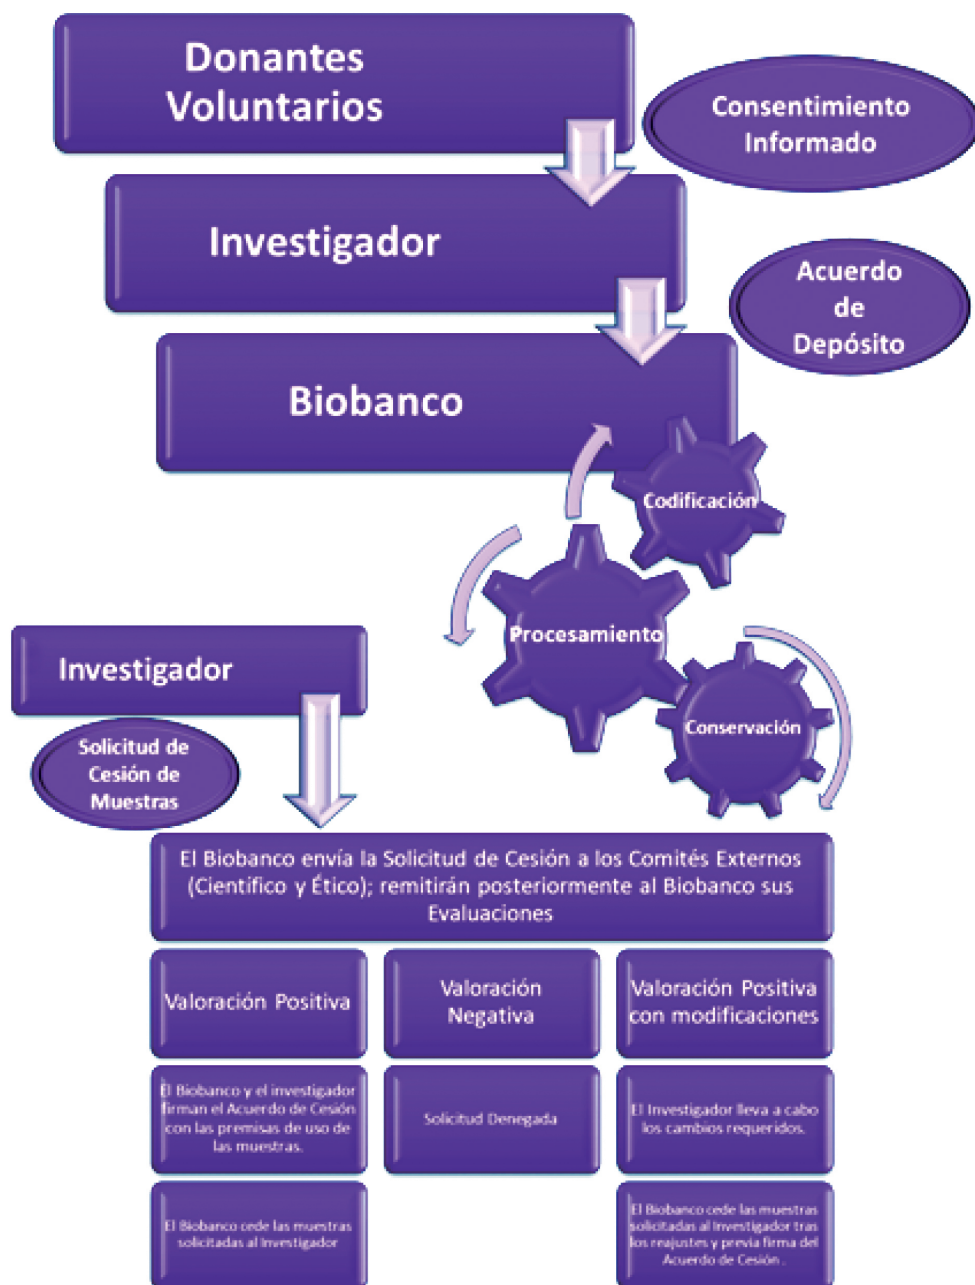 Donantes
Voluntarios
Consentimiento
Informado
Investigador
Acuerdo
de
Depósito
Biobanco
Codificación
Procesamiento
Conservación
Investigador
Solicitud de
Cesión de
Muestras
El Biobanco envía la Solicitud de Cesión a los Comités Externos
(Científico y Ético); remitirán posteriormente al Biobanco sus
Evaluaciones
Valoración Positiva
Valoración
Negativa
Valoración Positiva
con modificaciones
El Biobanco y el investigador
firman el Acuerdo de Cesión
con las premisas de uso de
las muestras.
Solicitud Denegada
El Investigador lleva a cabo
los cambios requeridos.
El Biobanco cede las muestras
solicitadas al Investigador
El Biobanco cede las muestras
solicitadas al Investigador tras
los reajustes y previa firma del
Acuerdo de Cesión .